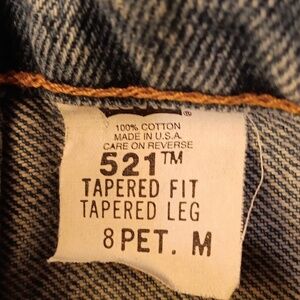 100% COTTON
MADE IN U.S.A.
CARE ON REVERSE
521™
TAPERED FIT
TAPERED LEG
8 PET. M